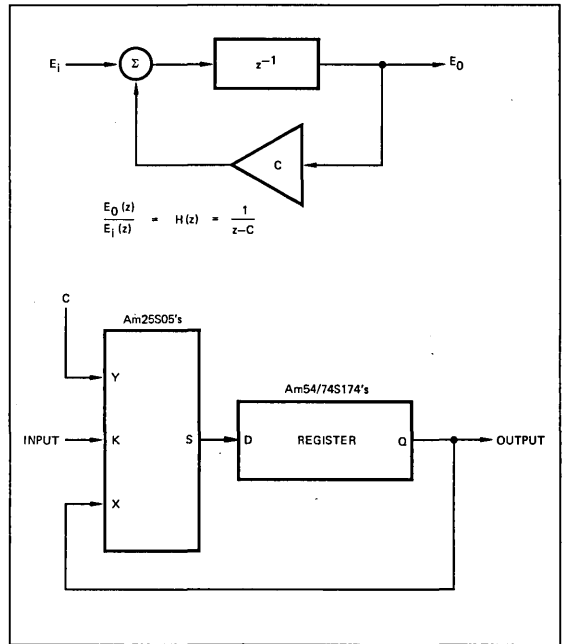 E_i Σ z⁻¹ E_0
C
E_0 (z) / E_i (z) = H (z) = 1 / z–C
C
Am25S05's
Y
Am54/74S174's
INPUT K S D REGISTER Q OUTPUT
X